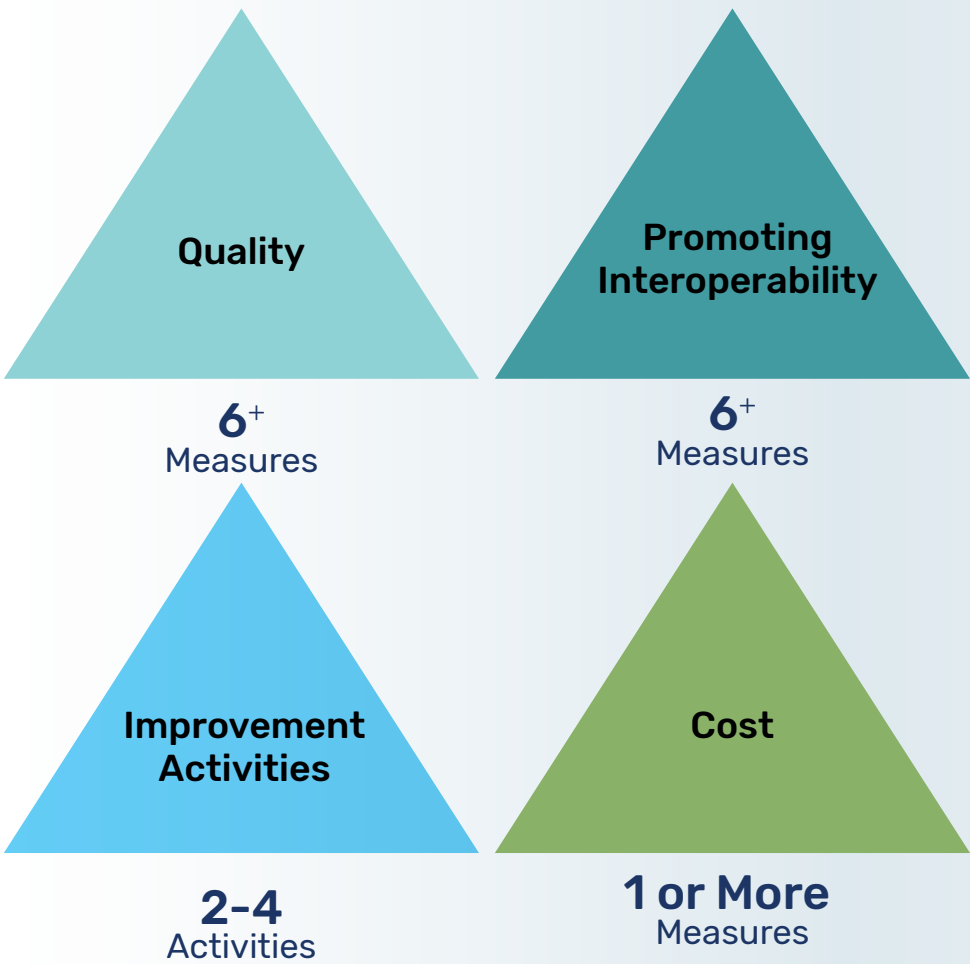 Quality
Promoting
Interoperability
6+
Measures
6+
Measures
Improvement
Activities
Cost
2-4
Activities
1 or More
Measures